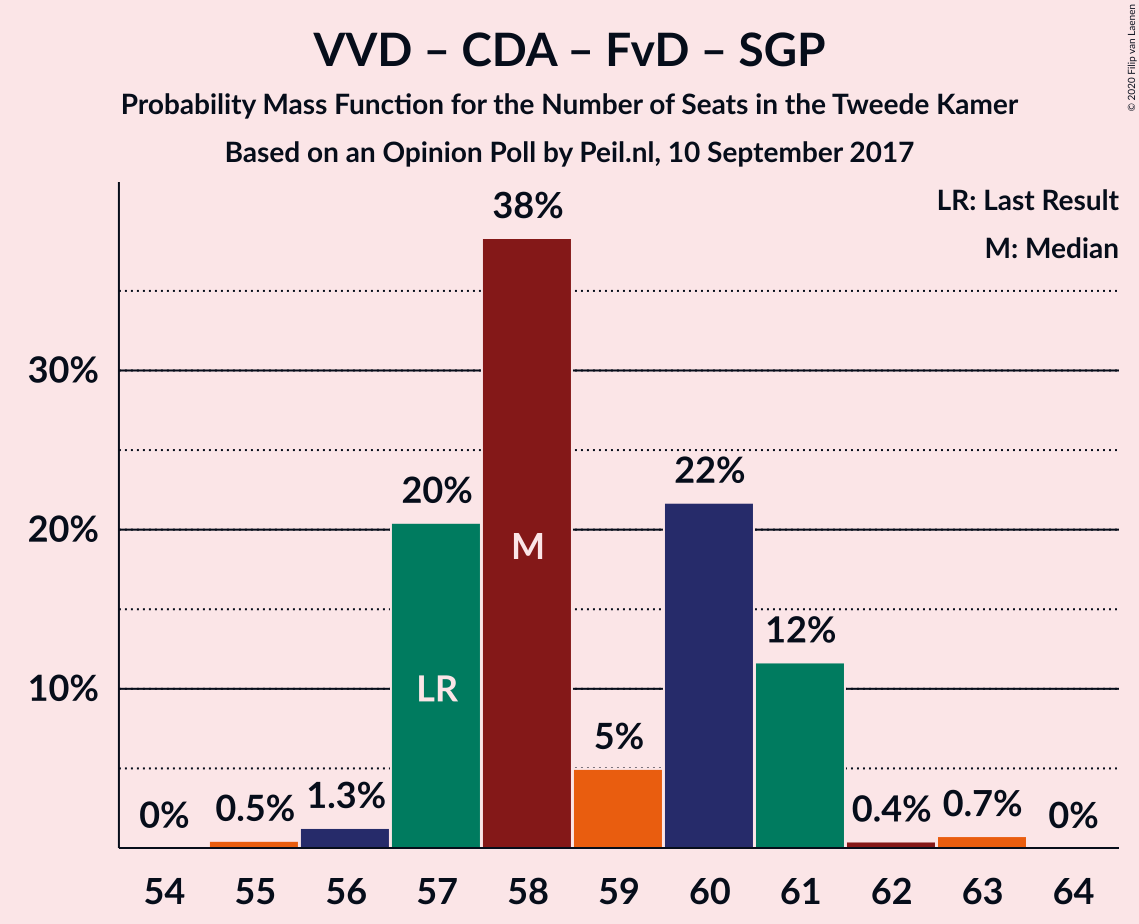 VVD – CDA – FvD – SGP
Probability Mass Function for the Number of Seats in the Tweede Kamer
Based on an Opinion Poll by Peil.nl, 10 September 2017
© 2020 Filip van Laenen
LR: Last Result
M: Median
38%
30%
22%
20%
20%
M
12%
10%
LR
5%
0%
0.5%
1.3%
0.4%
0.7%
0%
54 55 56 57 58 59 60 61 62 63 64